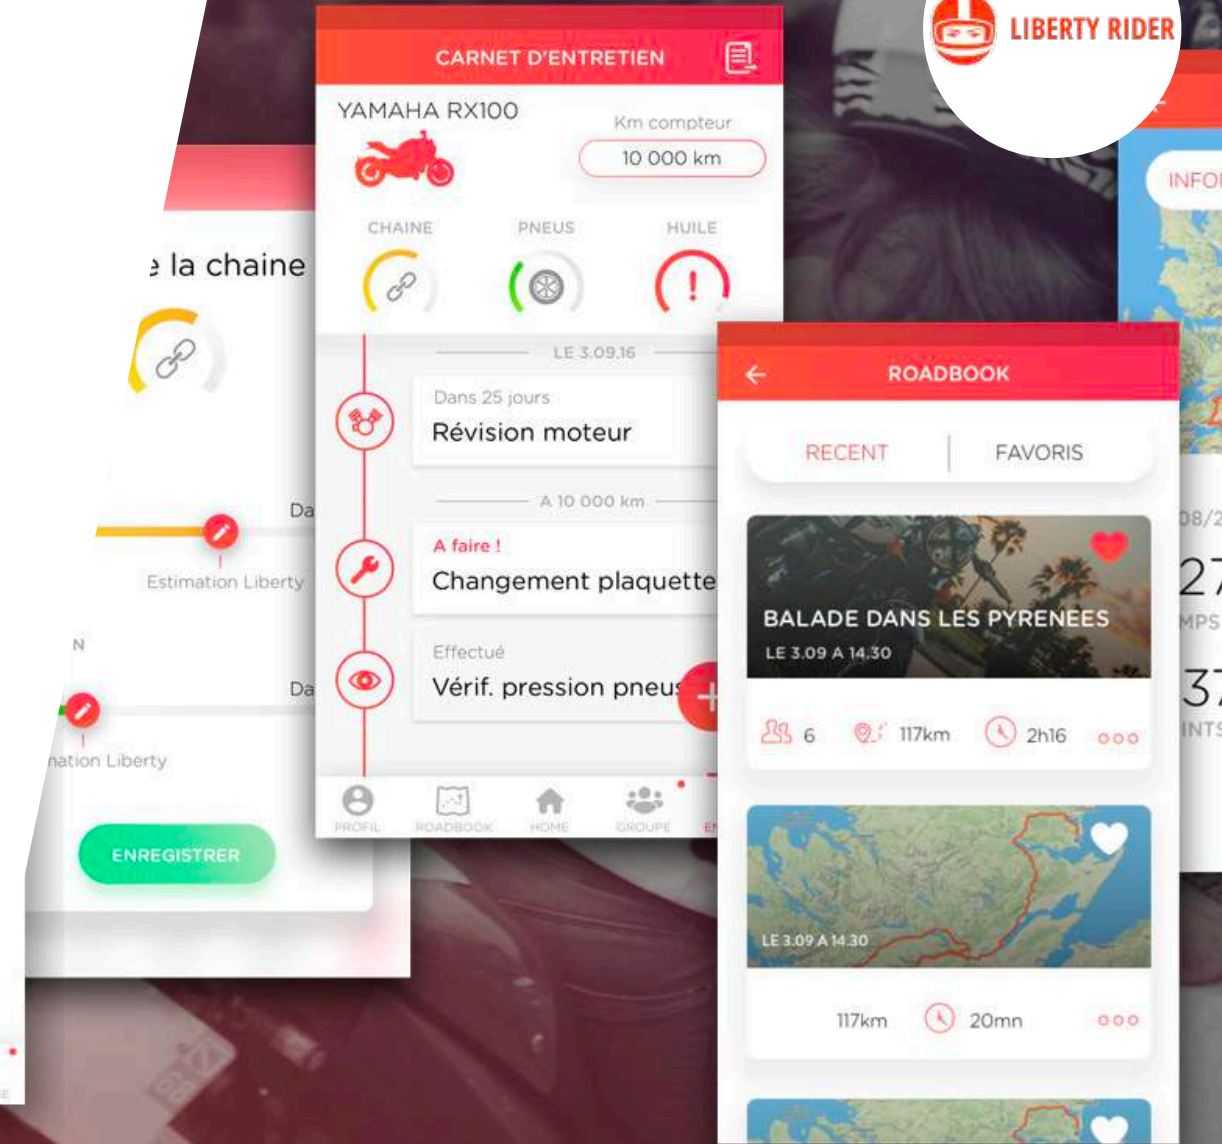 LIBERTY RIDER
CARNET D'ENTRETIEN
YAMAHA RX100
Km compteur
10 000 km
CHAINE
PNEUS
HUILE
LE 3.09.16
Dans 25 jours
Révision moteur
A 10 000 km
A faire !
Changement plaquette
Effectué
Vérif. pression pneus
PROFIL
ROADBOOK
HOME
GROUPE
la chaine
Estimation Liberty
N
Liberty
ENREGISTRER
ROADBOOK
RECENT
FAVORIS
BALADE DANS LES PYRENEES
LE 3.09 A 14.30
6
117km
2h16
LE 3.09 A 14.30
117km
20mn